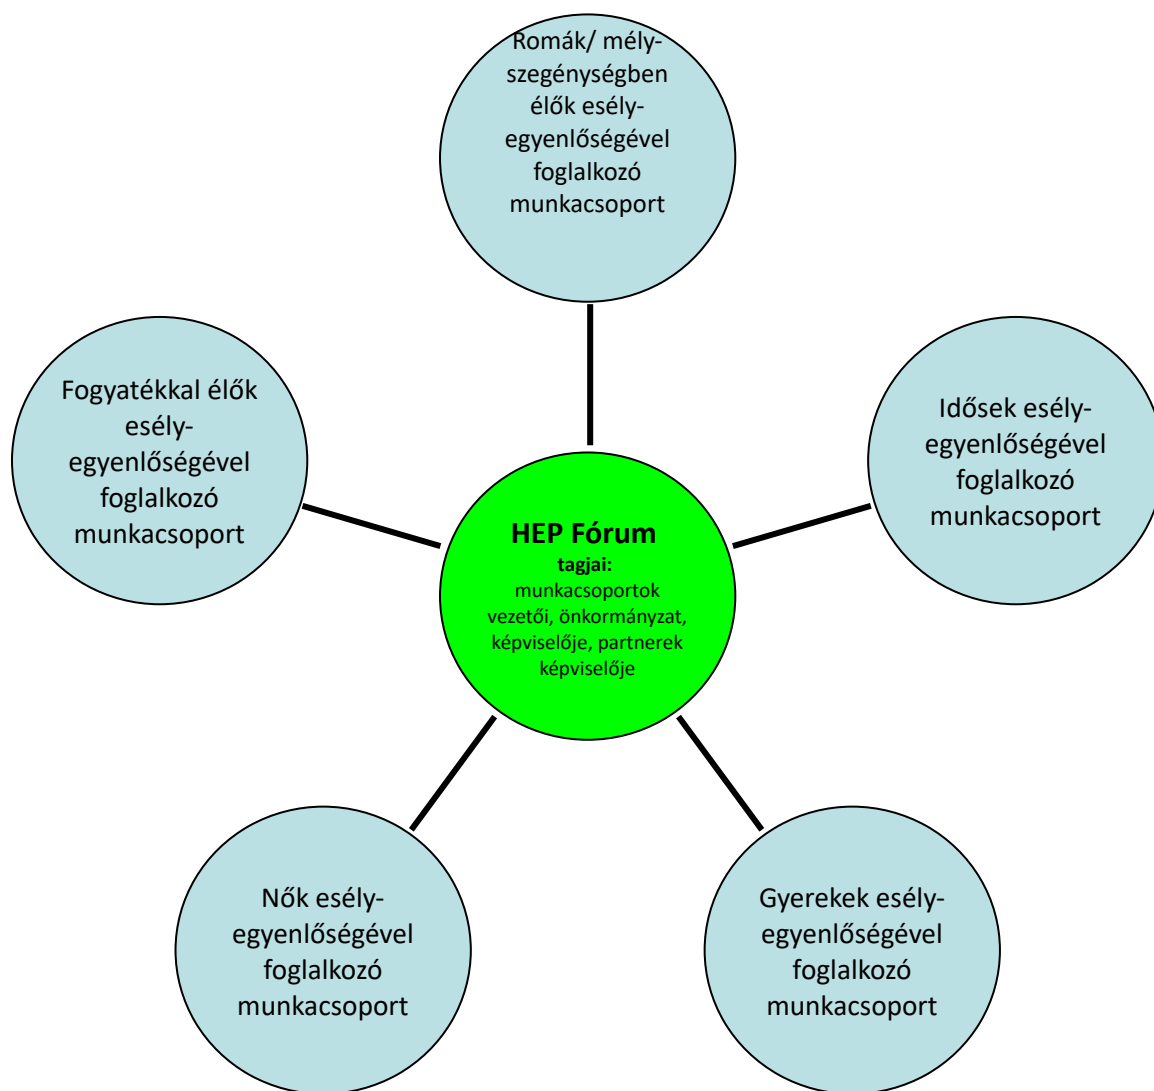 Romák/ mély-
szegénységben
élők esély-
egyenlőségével
foglalkozó
munkacsoport
Fogyatékkal élők
esély-
egyenlőségével
foglalkozó
munkacsoport
Idősek esély-
egyenlőségével
foglalkozó
munkacsoport
HEP Fórum
tagjai:
munkacsoportok
vezetői, önkormányzat,
képviselője, partnerek
képviselője
Nők esély-
egyenlőségével
foglalkozó
munkacsoport
Gyerekek esély-
egyenlőségével
foglalkozó
munkacsoport